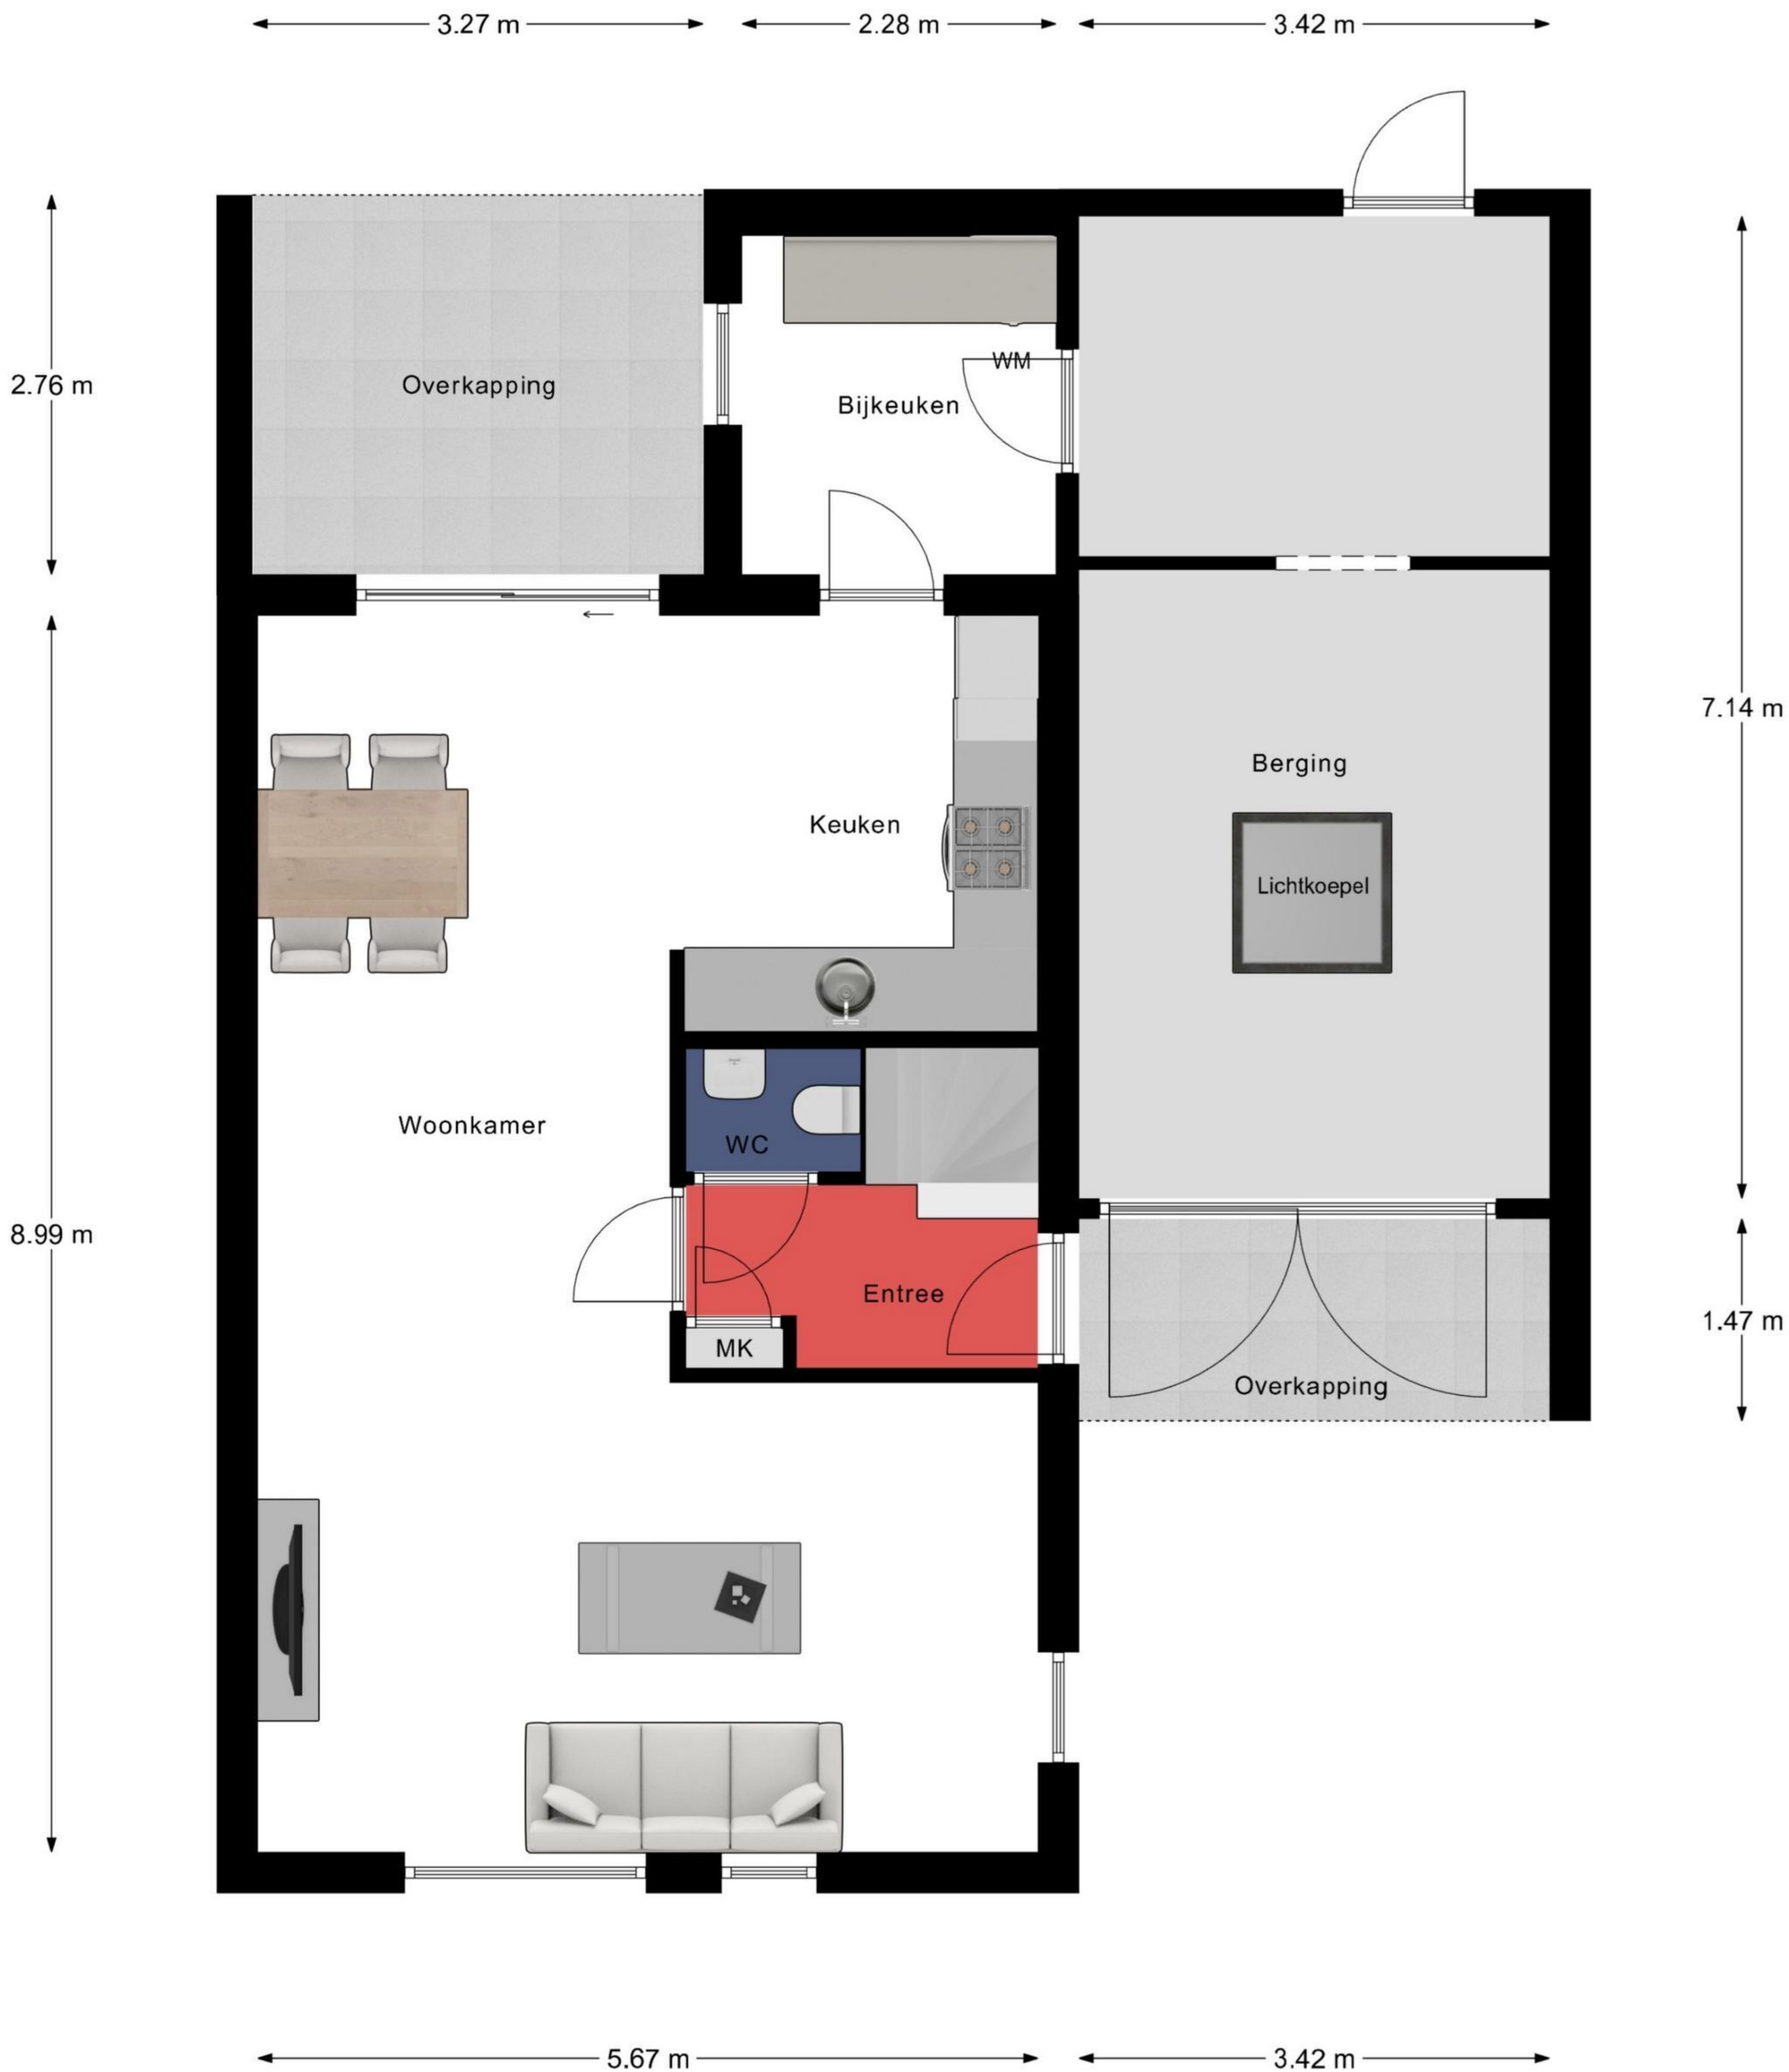 3.27 m
2.28 m
3.42 m
2.76 m
Overkapping
WM
Bijkeuken
7.14 m
Berging
Keuken
Lichtkoepel
Woonkamer
WC
8.99 m
Entree
1.47 m
MK
Overkapping
5.67 m
3.42 m